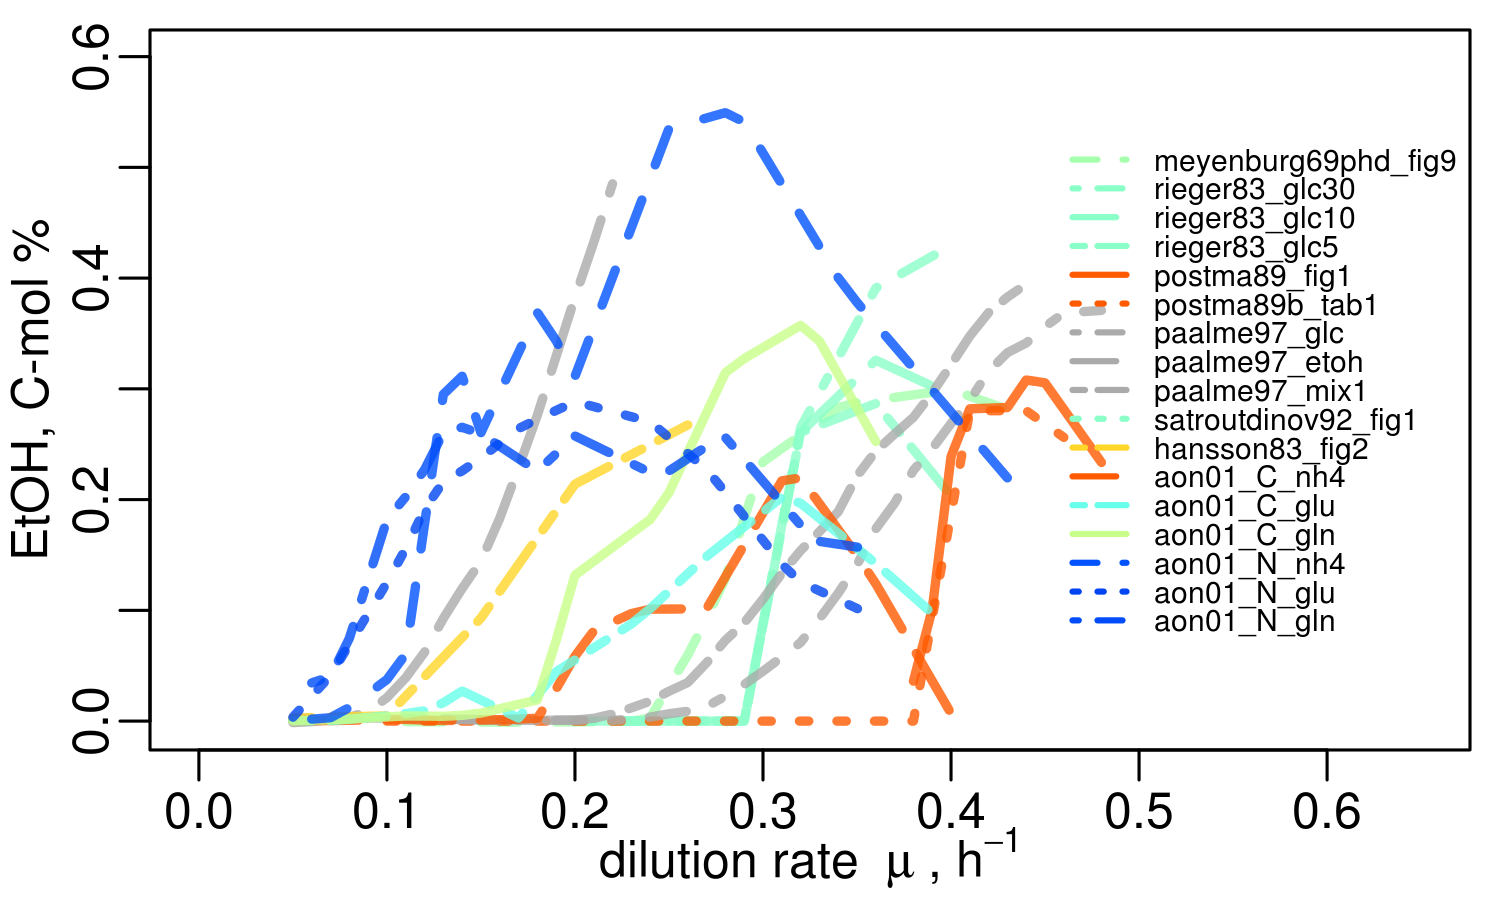 EtOH, C-mol %
0.6
0.4
0.2
0.0
meyenburg69phd_fig9
rieger83_glc30
rieger83_glc10
rieger83_glc5
postma89_fig1
postma89b_tab1
paalme97_glc
paalme97_etoh
paalme97_mix1
satroutdinov92_fig1
hansson83_fig2
aon01_C_nh4
aon01_C_glu
aon01_C_gln
aon01_N_nh4
aon01_N_glu
aon01_N_gln
0.0 0.1 0.2 0.3 0.4 0.5 0.6
dilution rate μ , h⁻¹